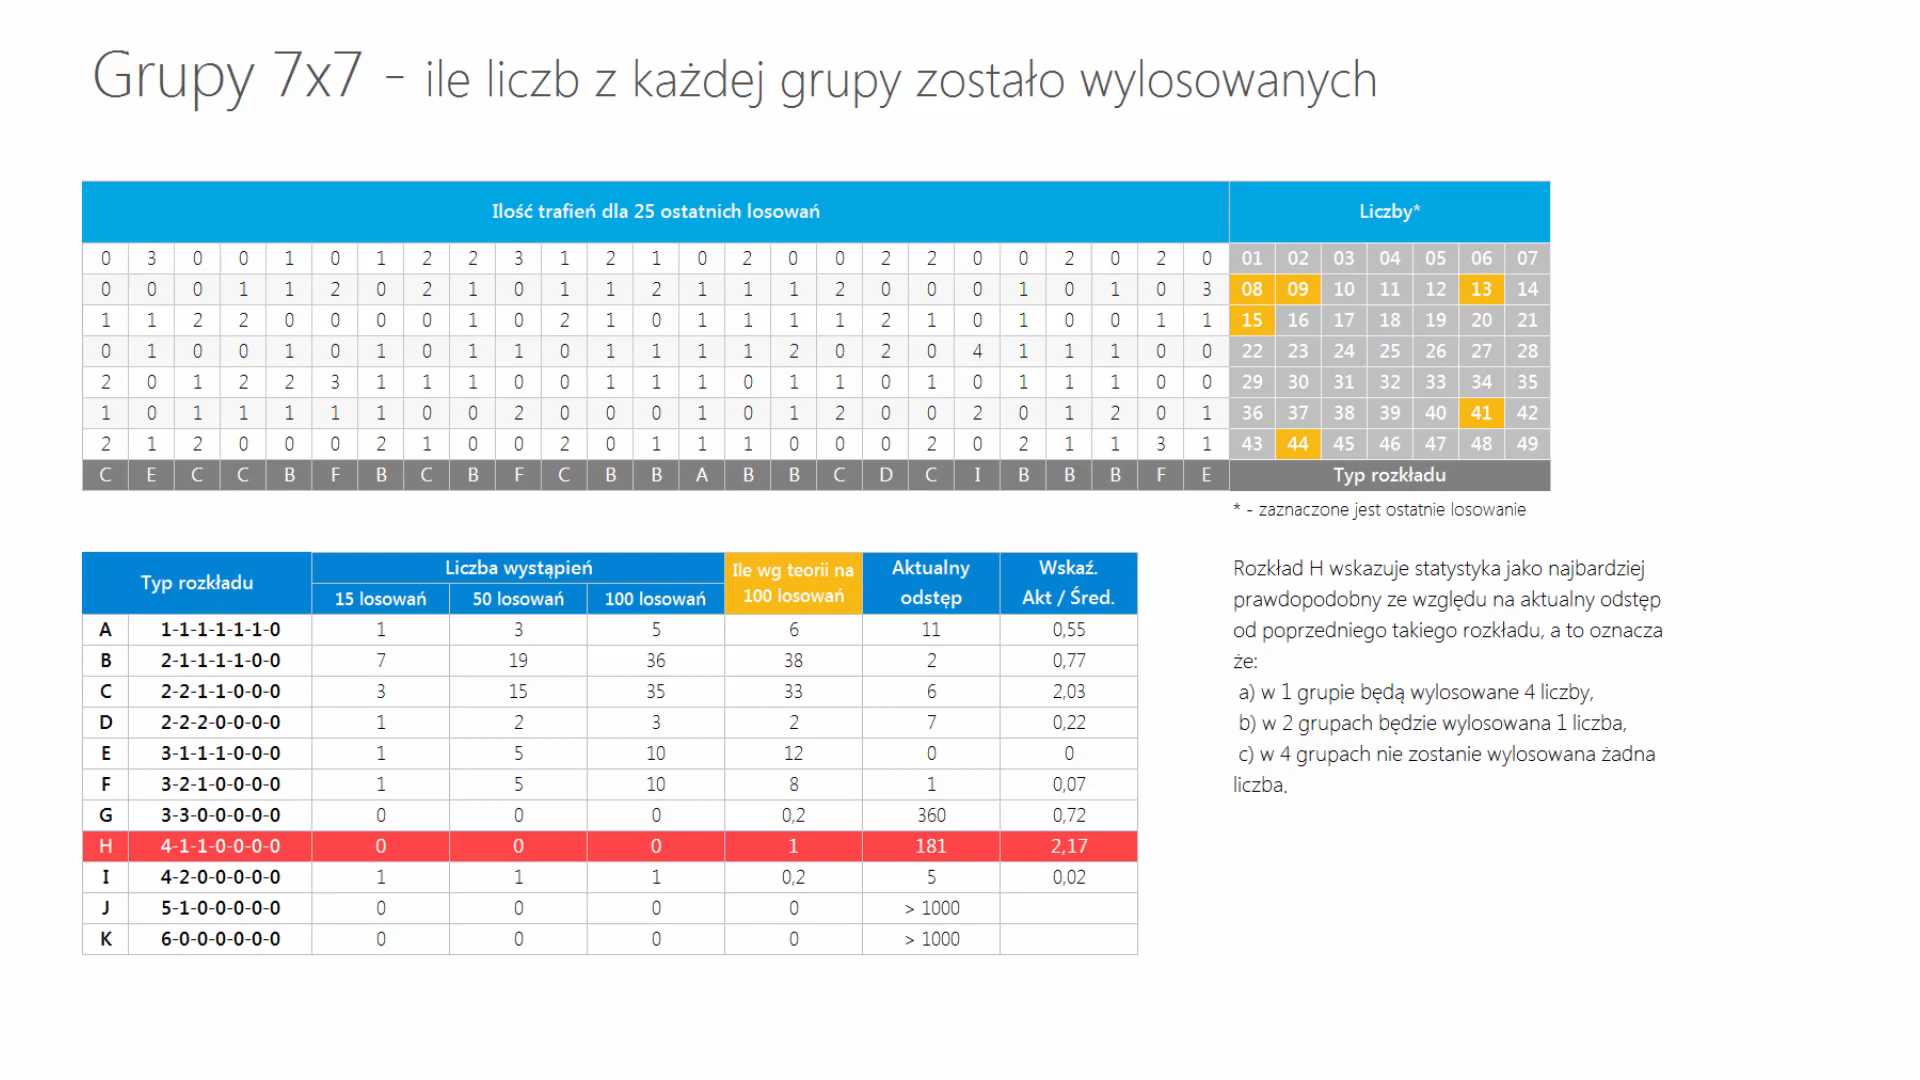 Grupy 7x7 - ile liczb z każdej grupy zostało wylosowanych
Ilość trafień dla 25 ostatnich losowań Liczby*
0 3 0 0 1 0 1 2 2 3 1 2 1 0 2 0 0 2 2 0 0 2 0 2 0 01 02 03 04 05 06 07
0 0 0 1 1 2 0 2 1 0 1 1 2 1 1 1 2 0 0 0 1 0 1 0 3 08 09 10 11 12 13 14
1 1 2 2 0 0 0 0 1 0 2 1 0 1 1 1 1 2 1 0 1 0 0 1 1 15 16 17 18 19 20 21
0 1 0 0 1 0 1 0 1 1 0 1 1 1 1 2 0 2 0 4 1 1 1 0 0 22 23 24 25 26 27 28
2 0 1 2 2 3 1 1 1 0 0 1 1 1 0 1 1 0 1 0 1 1 1 0 0 29 30 31 32 33 34 35
1 0 1 1 1 1 1 0 0 2 0 0 0 1 0 1 2 0 0 2 0 1 2 0 1 36 37 38 39 40 41 42
2 1 2 0 0 0 2 1 0 0 2 0 1 1 1 0 0 0 2 0 2 1 1 3 1 43 44 45 46 47 48 49
C E C C B F B C B F C B B A B B C D C I B B B F E Typ rozkładu
* - zaznaczone jest ostatnie losowanie
Typ rozkładu Liczba wystąpień Ile wg teorii na 100 losowań Aktualny odstęp Wskaź. Akt / Śred.
15 losowań 50 losowań 100 losowań
A 1-1-1-1-1-1-0 1 3 5 6 11 0,55
B 2-1-1-1-1-0-0 7 19 36 38 2 0,77
C 2-2-1-1-0-0-0 3 15 35 33 6 2,03
D 2-2-2-0-0-0-0 1 2 3 2 7 0,22
E 3-1-1-1-0-0-0 1 5 10 12 0 0
F 3-2-1-0-0-0-0 1 5 10 8 1 0,07
G 3-3-0-0-0-0-0 0 0 0 0,2 360 0,72
H 4-1-1-0-0-0-0 0 0 0 1 181 2,17
I 4-2-0-0-0-0-0 1 1 1 0,2 5 0,02
J 5-1-0-0-0-0-0 0 0 0 0 > 1000
K 6-0-0-0-0-0-0 0 0 0 0 > 1000
Rozkład H wskazuje statystyka jako najbardziej
prawdopodobny ze względu na aktualny odstęp
od poprzedniego takiego rozkładu, a to oznacza
że:
a) w 1 grupie będą wylosowane 4 liczby,
b) w 2 grupach będzie wylosowana 1 liczba,
c) w 4 grupach nie zostanie wylosowana żadna
liczba.